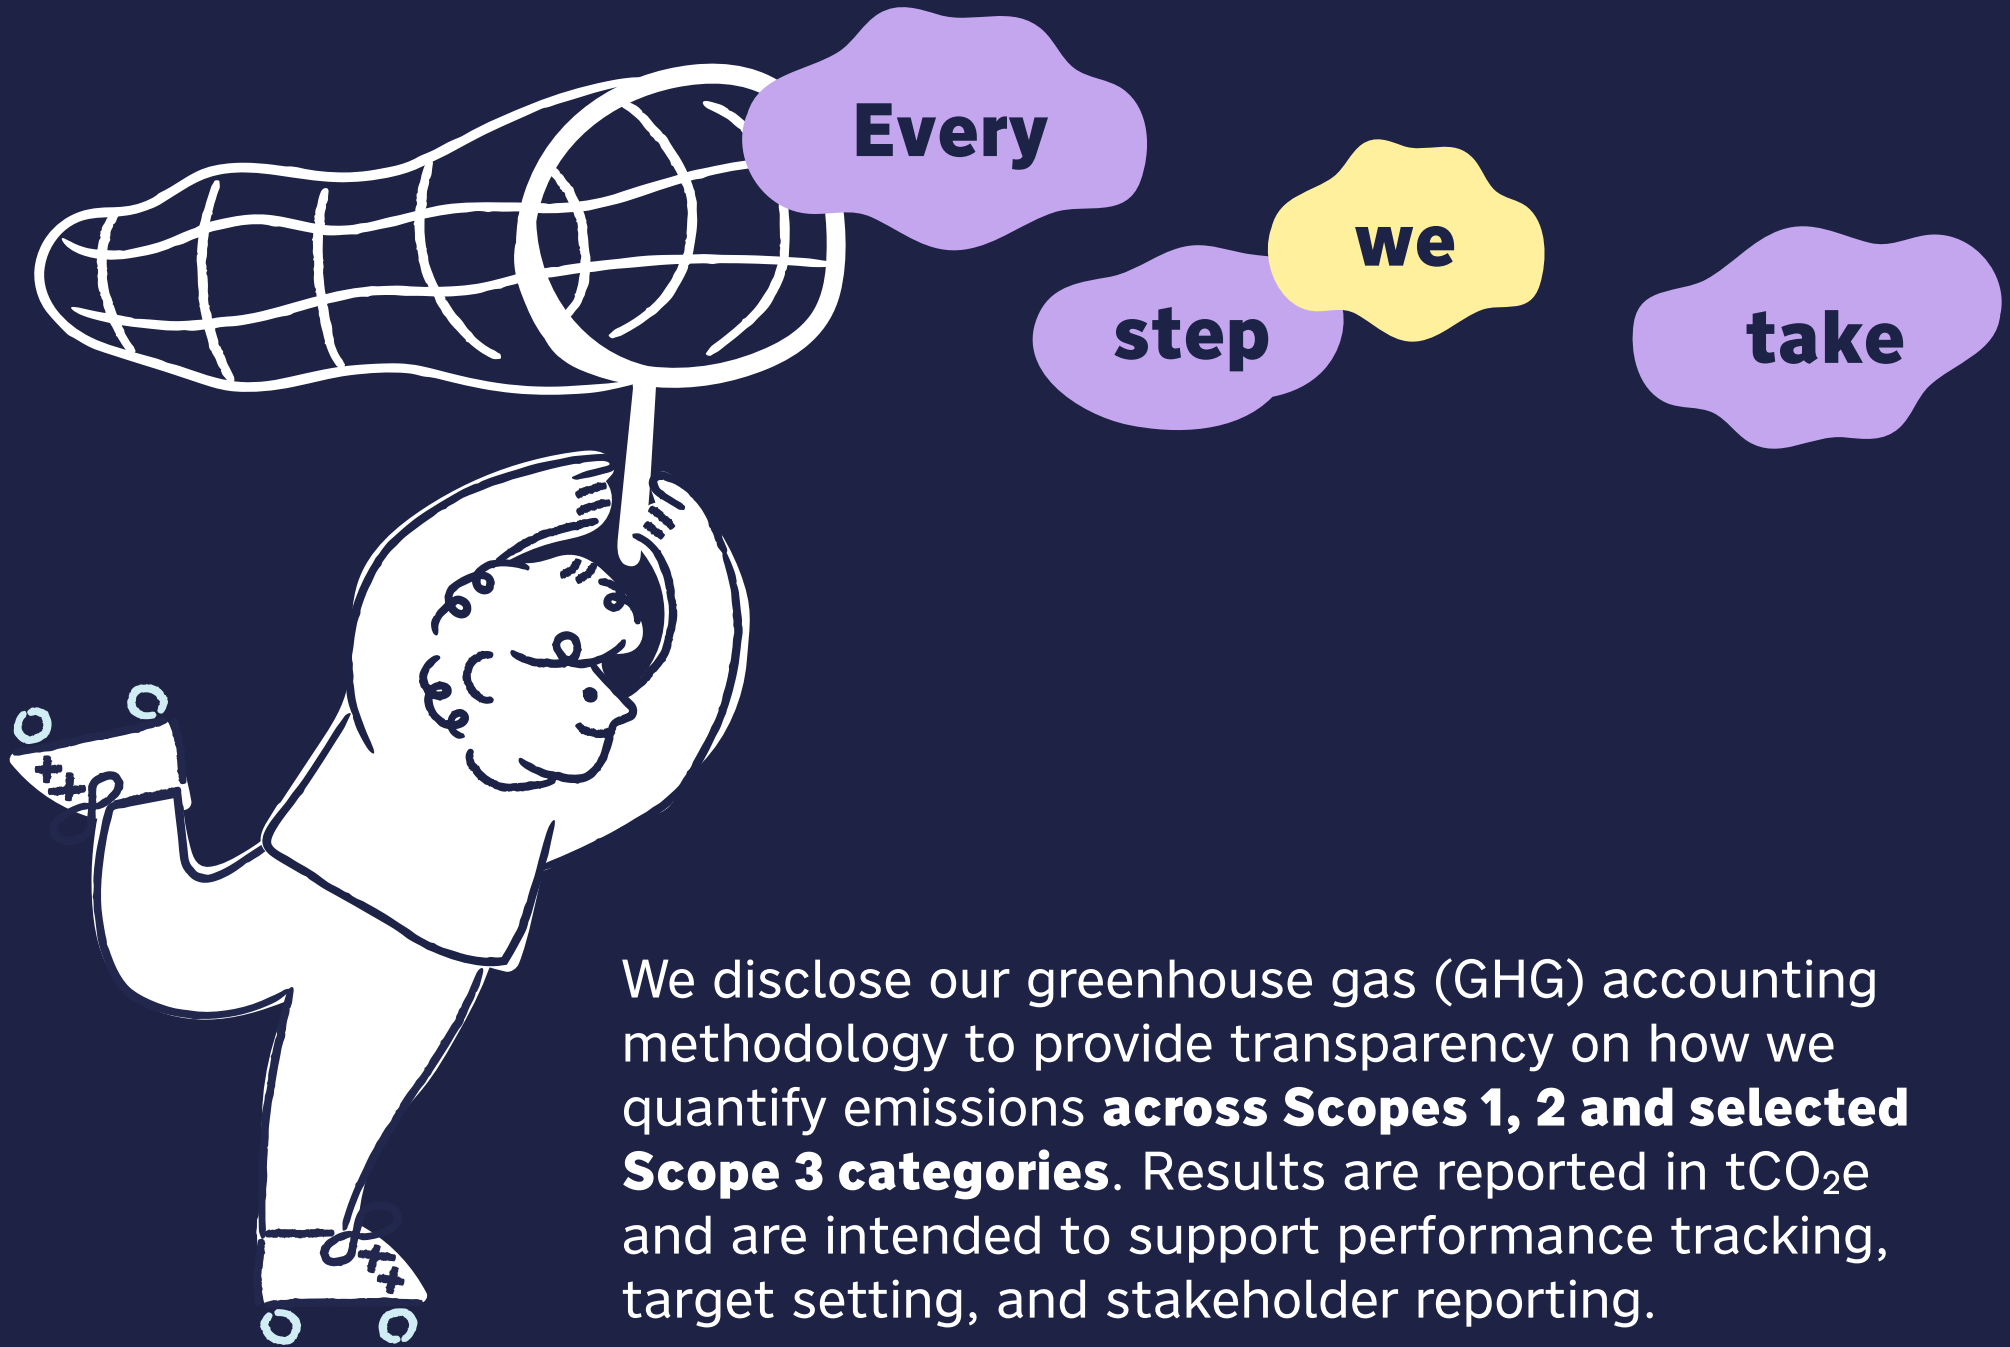 Every
step
we
take
We disclose our greenhouse gas (GHG) accounting
methodology to provide transparency on how we
quantify emissions across Scopes 1, 2 and selected
Scope 3 categories. Results are reported in tCO₂e
and are intended to support performance tracking,
target setting, and stakeholder reporting.